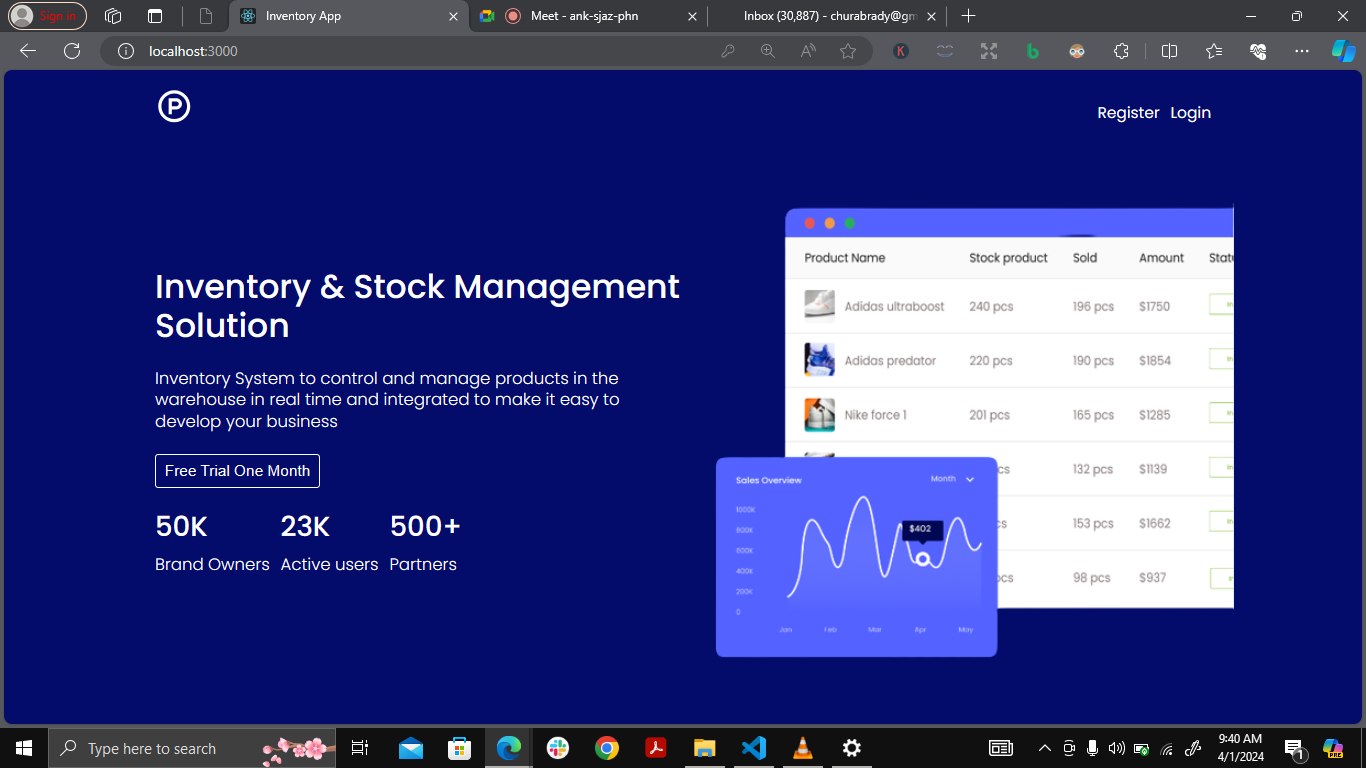 Sign in
Inventory App
Meet - ank-sjaz-phn
Inbox (30,887) - churabrady@gm
localhost:3000
P
Register Login
Inventory & Stock Management
Solution
Inventory System to control and manage products in the
warehouse in real time and integrated to make it easy to
develop your business
Free Trial One Month
50K 23K 500+
Brand Owners Active users Partners
Product Name Stock product Sold Amount Statu
Adidas ultraboost 240 pcs 196 pcs $1750
Adidas predator 220 pcs 190 pcs $1854
Nike force 1 201 pcs 165 pcs $1285
cs 132 pcs $1139
cs 153 pcs $1662
pcs 98 pcs $937
Sales Overview Month
1000K
800K
600K
400K
200K
0
$402
Jan Feb Mar Apr May
Type here to search
9:40 AM
4/1/2024
1
PRE